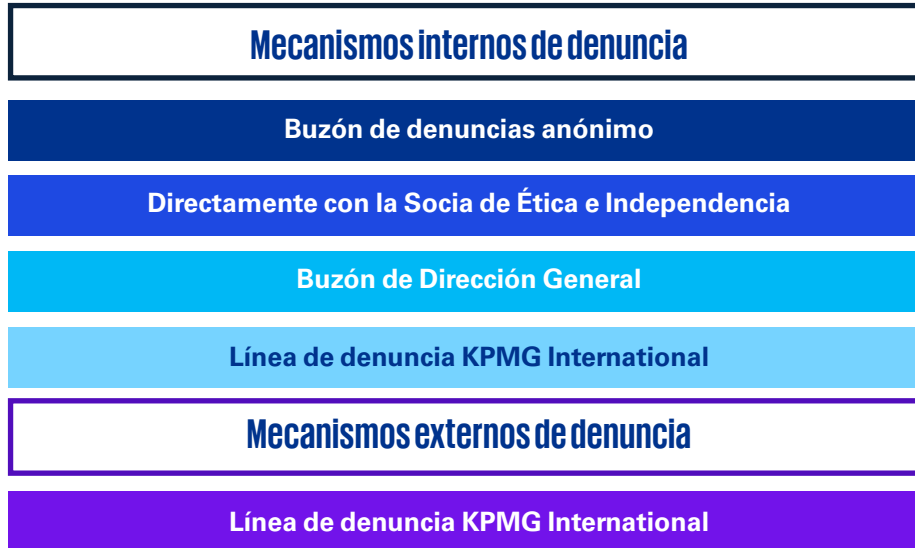 Mecanismos internos de denuncia
Buzón de denuncias anónimo
Directamente con la Socia de Ética e Independencia
Buzón de Dirección General
Línea de denuncia KPMG International
Mecanismos externos de denuncia
Línea de denuncia KPMG International